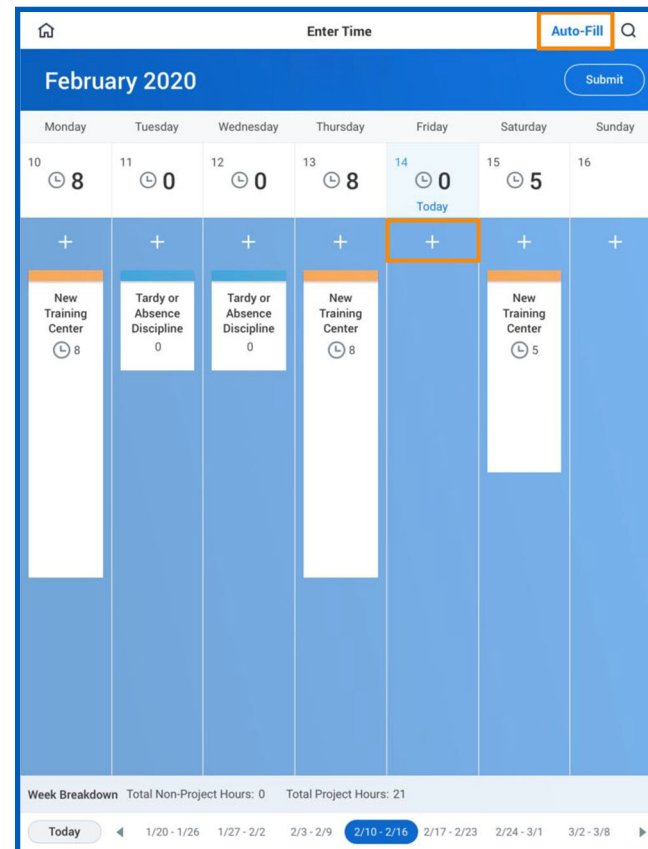 Enter Time
Auto-Fill
February 2020
Submit
Monday Tuesday Wednesday Thursday Friday Saturday Sunday
10 11 12 13 14 15 16
8 0 0 8 0 5
Today
+ + + + + + +
New Tardy or Tardy or New New
Training Absence Absence Training Training
Center Discipline Discipline Center Center
8 0 0 8 5
Week Breakdown Total Non-Project Hours: 0 Total Project Hours: 21
Today 1/20 - 1/26 1/27 - 2/2 2/3 - 2/9 2/10 - 2/16 2/17 - 2/23 2/24 - 3/1 3/2 - 3/8